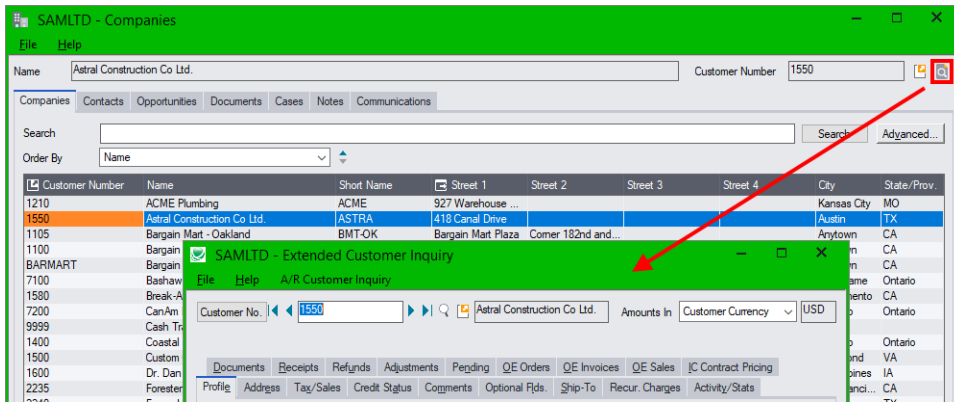 SAMLTD - Companies
File Help
Name Astral Construction Co Ltd. Customer Number 1550
Companies Contacts Opportunities Documents Cases Notes Communications
Search Search Advanced...
Order By Name
Customer Number Name Short Name Street 1 Street 2 Street 3 Street 4 City State/Prov.
1210 ACME Plumbing ACME 927 Warehouse ... Kansas City MO
1550 Astral Construction Co Ltd. ASTRA 418 Canal Drive Austin TX
1105 Bargain Mart - Oakland BMT-OK Bargain Mart Plaza Corner 182nd and... Anytown CA
1100 Bargain CA
BARMART Bargain CA
7100 Bashaw Ontario
1580 Break-A CA
7200 CanAm Ontario
9999 Cash Tr
1400 Coastal Ontario
1500 Custom VA
1600 Dr. Dan IA
2235 Forester CA
SAMLTD - Extended Customer Inquiry
File Help A/R Customer Inquiry
Customer No. 1550 Astral Construction Co Ltd. Amounts In Customer Currency USD
Documents Receipts Refunds Adjustments Pending OE Orders OE Invoices OE Sales IC Contract Pricing
Profile Address Tax/Sales Credit Status Comments Optional Flds. Ship-To Recur. Charges Activity/Stats